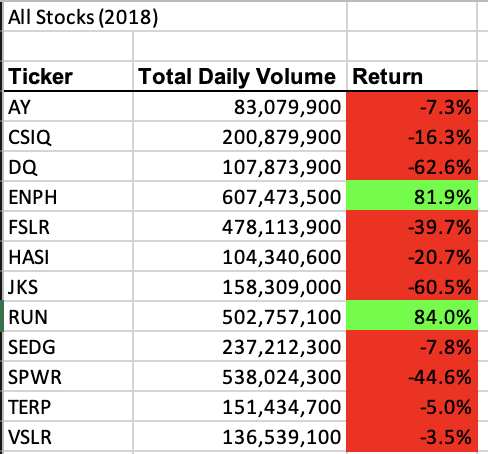 All Stocks (2018)
Ticker Total Daily Volume Return
AY 83,079,900 -7.3%
CSIQ 200,879,900 -16.3%
DQ 107,873,900 -62.6%
ENPH 607,473,500 81.9%
FSLR 478,113,900 -39.7%
HASI 104,340,600 -20.7%
JKS 158,309,000 -60.5%
RUN 502,757,100 84.0%
SEDG 237,212,300 -7.8%
SPWR 538,024,300 -44.6%
TERP 151,434,700 -5.0%
VSLR 136,539,100 -3.5%